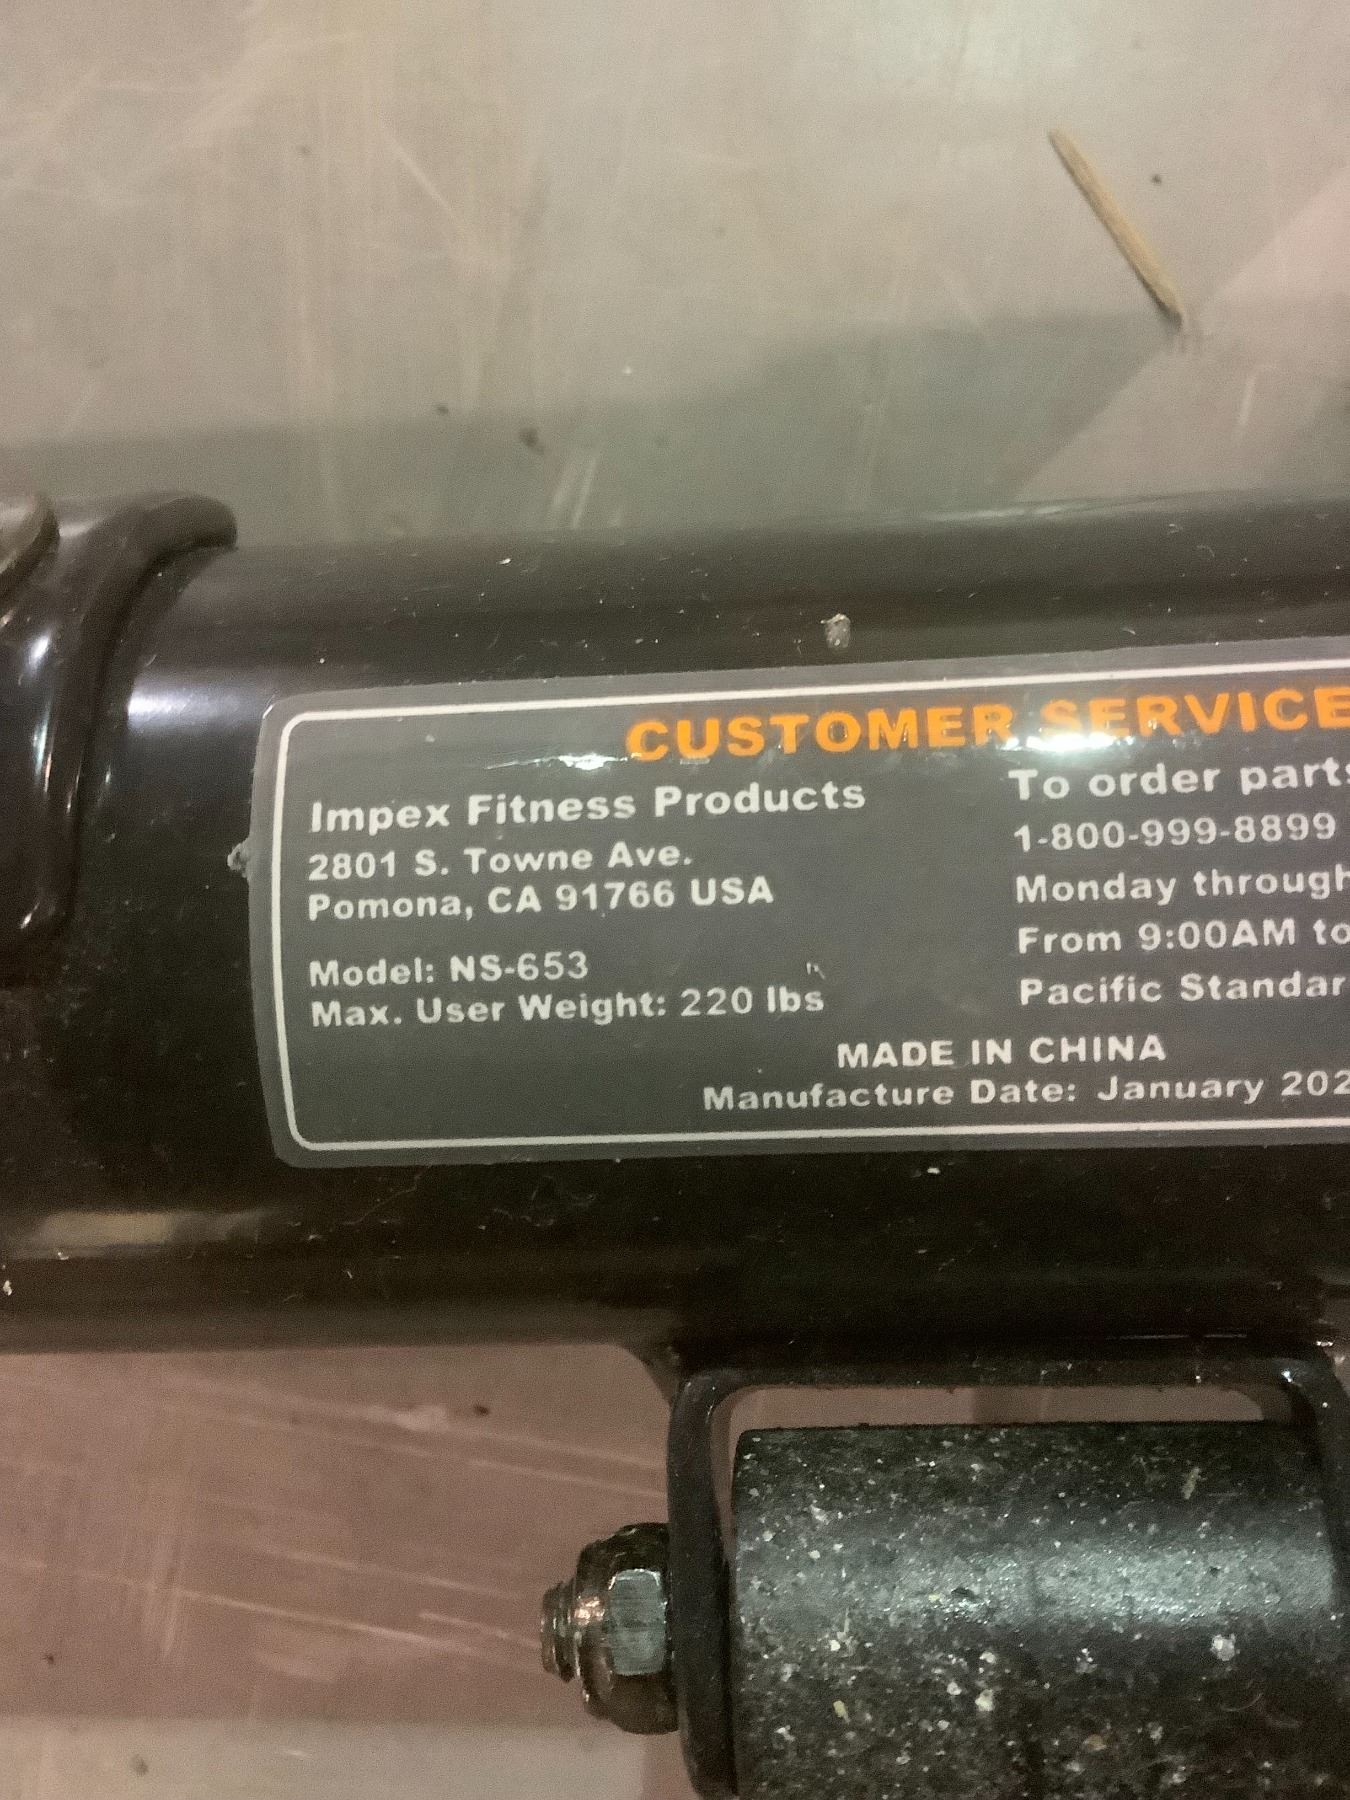 CUSTOMER SERVICE
Impex Fitness Products
2801 S. Towne Ave.
Pomona, CA 91766 USA
Model: NS-653
Max. User Weight: 220 lbs
To order parts
1-800-999-8899
Monday through
From 9:00AM to
Pacific Standar
MADE IN CHINA
Manufacture Date: January 202